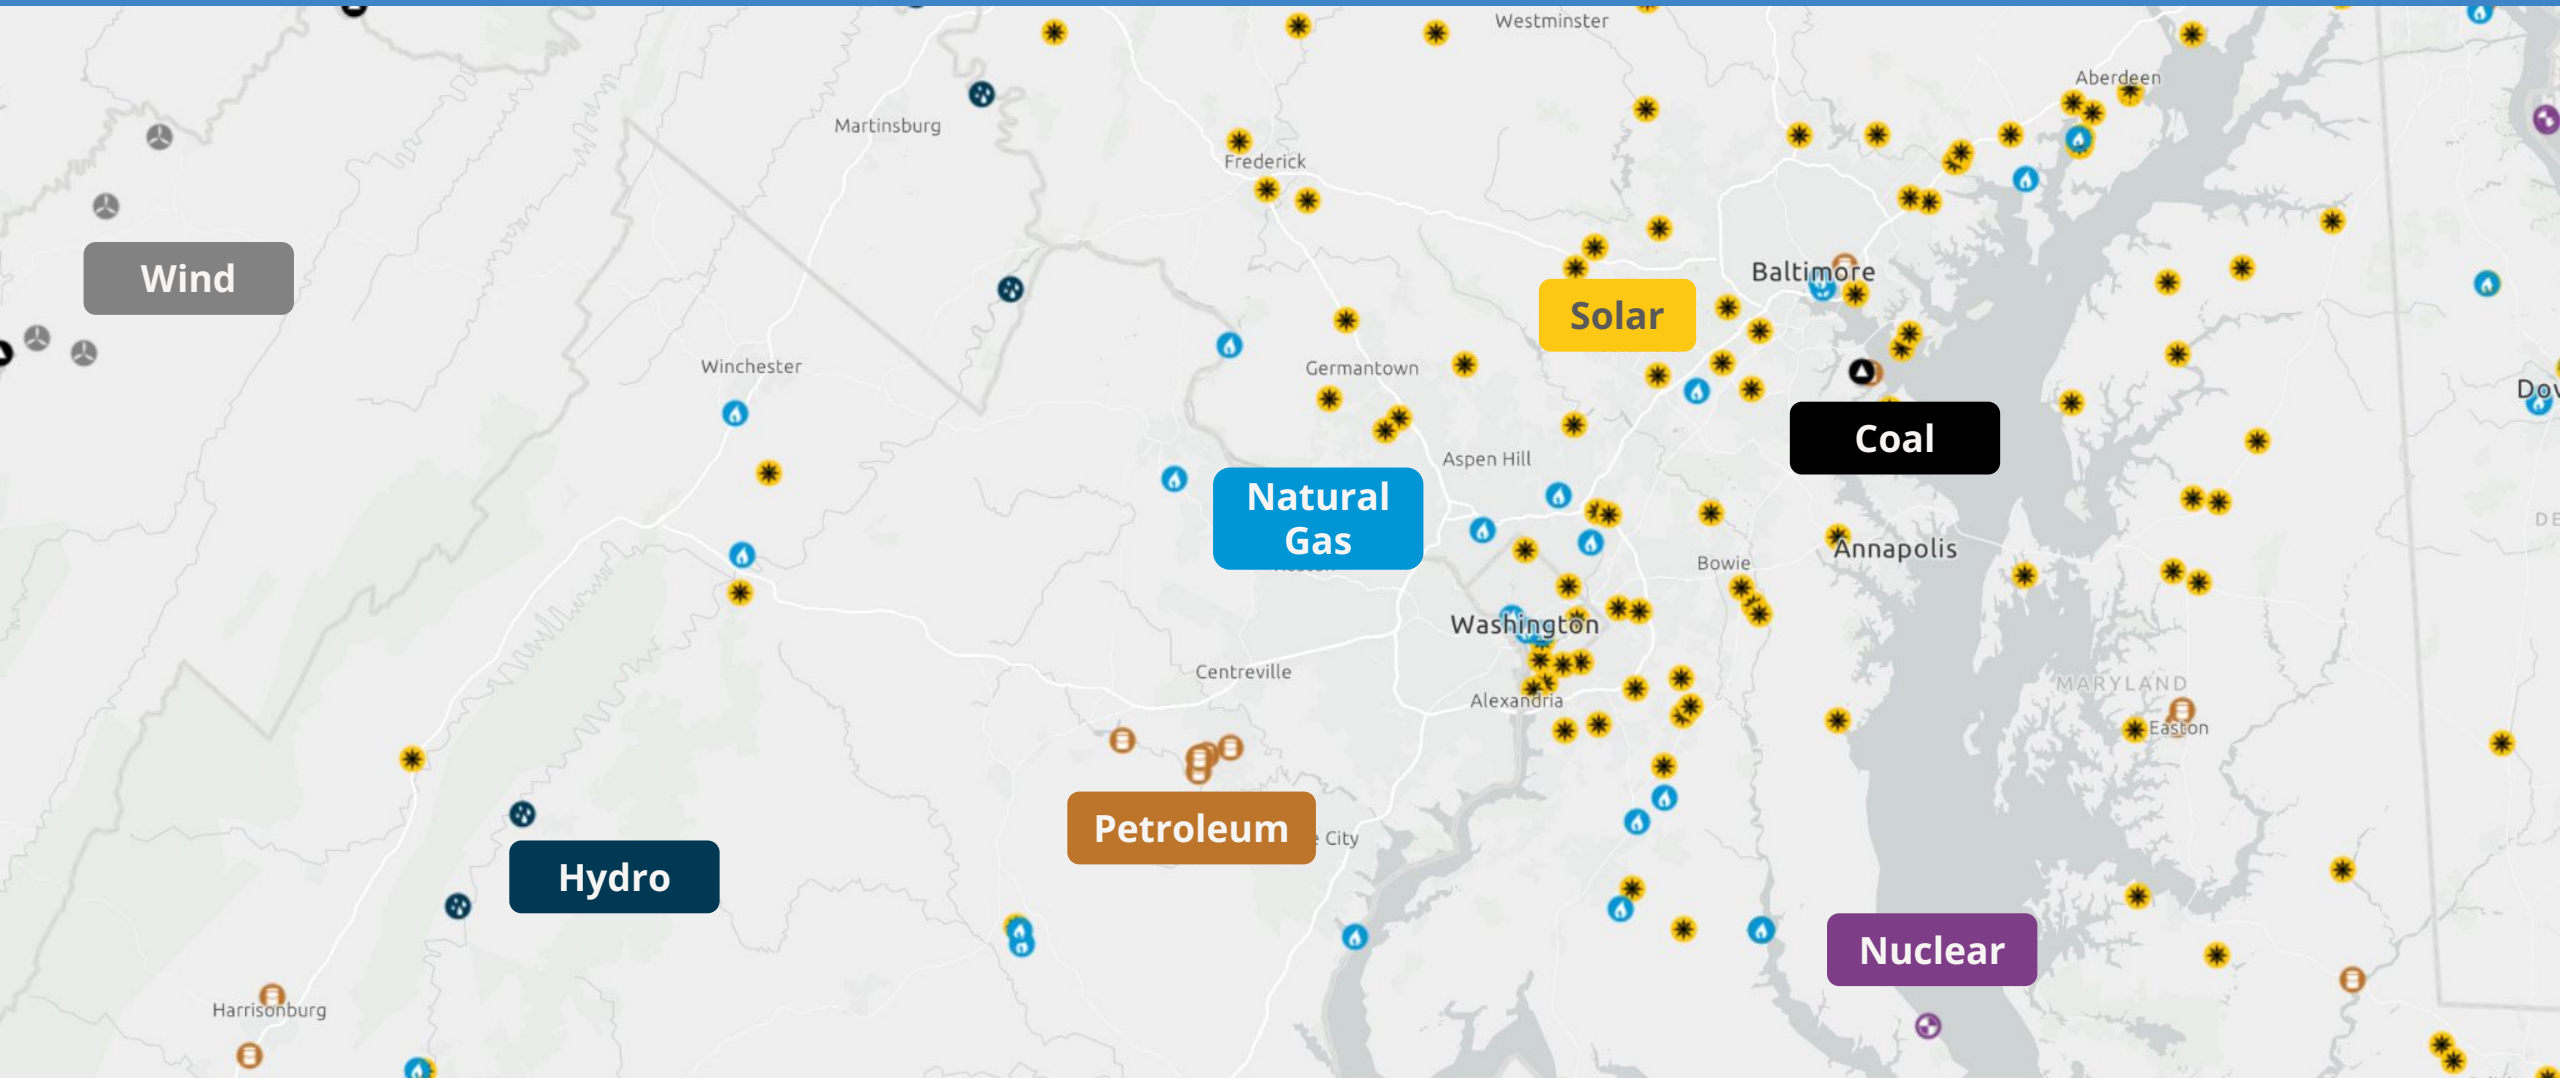 Westminster
Aberdeen
Martinsburg
Frederick
Wind
Baltimore
Solar
Winchester
Germantown
Coal
Aspen Hill
Natural
Gas
Annapolis
Bowie
Washington
Centreville
MARYLAND
Alexandria
Easton
Petroleum
City
Hydro
Nuclear
Harrisonburg